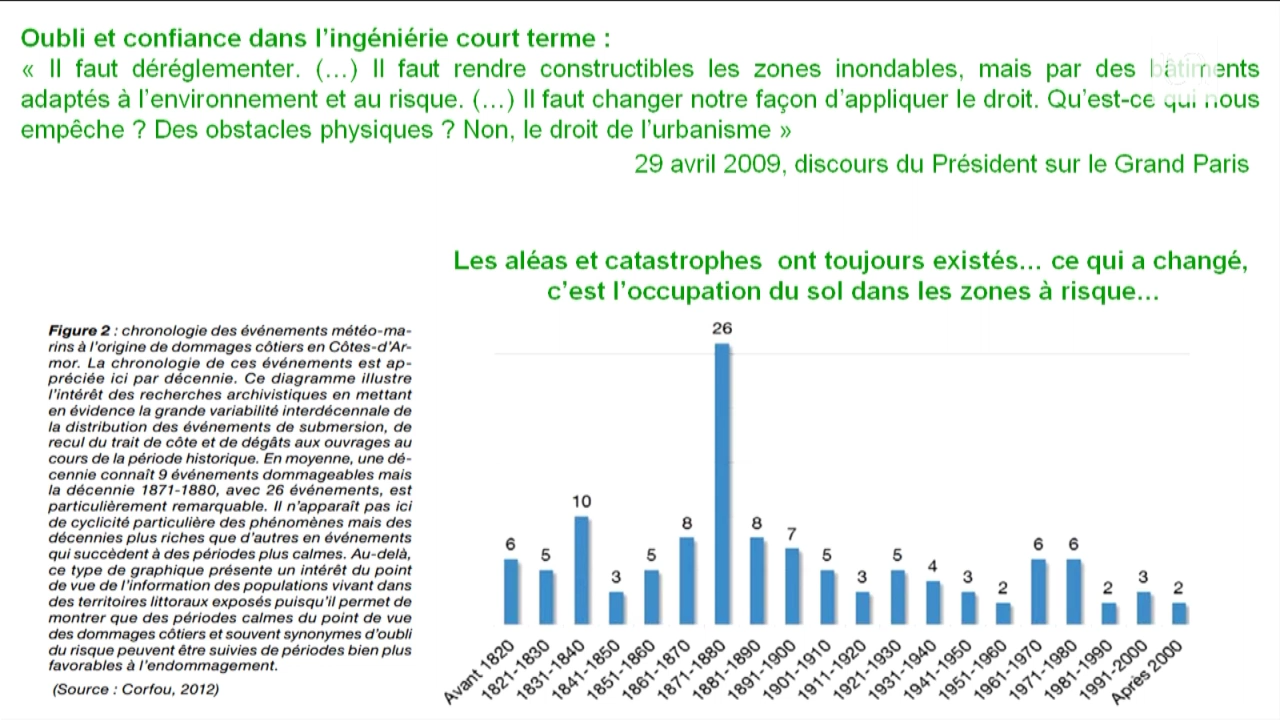 Oubli et confiance dans l'ingéniérie court terme :
« Il faut déréglementer. (…) Il faut rendre constructibles les zones inondables, mais par des bâtiments
adaptés à l'environnement et au risque. (…) Il faut changer notre façon d'appliquer le droit. Qu'est-ce qui nous
empêche ? Des obstacles physiques ? Non, le droit de l'urbanisme »
29 avril 2009, discours du Président sur le Grand Paris
Les aléas et catastrophes ont toujours existés… ce qui a changé,
c'est l'occupation du sol dans les zones à risque…
Figure 2 : chronologie des événements météo-ma-
rins à l'origine de dommages côtiers en Côtes-d'Ar-
mor. La chronologie de ces événements est ap-
préciée ici par décennie. Ce diagramme illustre
l'intérêt des recherches archivistiques en mettant
en évidence la grande variabilité interdécennale de
la distribution des événements de submersion, de
recul du trait de côte et de dégâts aux ouvrages au
cours de la période historique. En moyenne, une dé-
cennie connaît 9 événements dommageables mais
la décennie 1871-1880, avec 26 événements, est
particulièrement remarquable. Il n'apparaît pas ici
de cyclicité particulière des phénomènes mais des
décennies plus riches que d'autres en événements
qui succèdent à des périodes plus calmes. Au-delà,
ce type de graphique présente un intérêt du point
de vue de l'information des populations vivant dans
des territoires littoraux exposés puisqu'il permet de
montrer que des périodes calmes du point de vue
des dommages côtiers et souvent synonymes d'oubli
du risque peuvent être suivies de périodes bien plus
favorables à l'endommagement.
(Source : Corfou, 2012)
6 5 10 3 5 8 26 8 7 5 3 5 4 3 2 6 6 2 3 2
Avant 1820
1821-1830
1831-1840
1841-1850
1851-1860
1861-1870
1871-1880
1881-1890
1891-1900
1901-1910
1911-1920
1921-1930
1931-1940
1941-1950
1951-1960
1961-1970
1971-1980
1981-1990
1991-2000
Après 2000